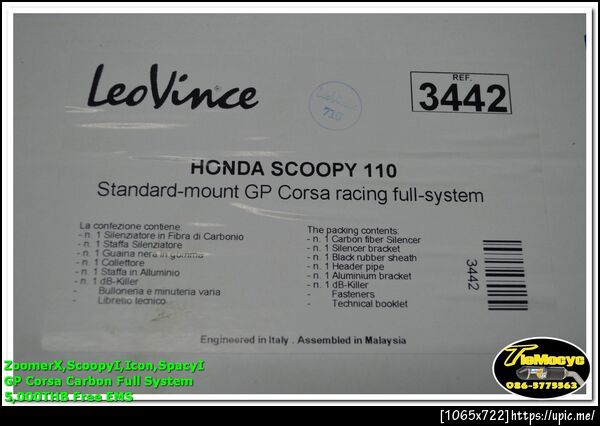 LeoVince
REF.
3442
LeoVince
710
HONDA SCOOPY 110
Standard-mount GP Corsa racing full-system
La confezione contiene:
- n. 1 Silenziatore in Fibra di Carbonio
- n. 1 Staffa Silenziatore
- n. 1 Guaina nera in gomma
- n. 1 Collettore
- n. 1 Staffa in Alluminio
- n. 1 dB-Killer
- Bulloneria e minuteria varia
- Libretto tecnico
The packing contents:
- n. 1 Carbon fiber Silencer
- n. 1 Silencer bracket
- n. 1 Black rubber sheath
- n. 1 Header pipe
- n. 1 Aluminium bracket
- n. 1 dB-Killer
- Fasteners
- Technical booklet
3442
Engineered in Italy . Assembled in Malaysia
ZoomerX,ScoopyI,Icon,SpacyI
GP Corsa Carbon Full System
5,000THB Free EMS
TioMocyc
086-5775563
[1065x722]https://upic.me/